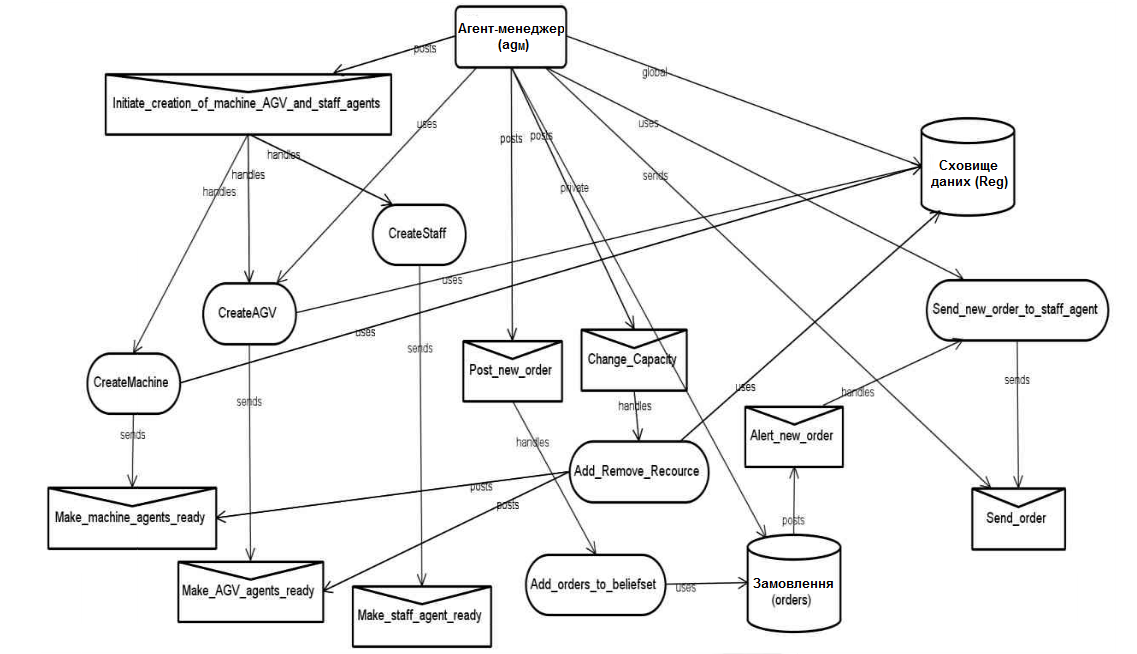 Агент-менеджер
(agM)
posts
global
Initiate_creation_of_machine_AGV_and_staff_agents
uses
posts
posts
uses
handles
handles
handles
private
sends
Сховище
даних (Reg)
CreateStaff
uses
CreateAGV
Send_new_order_to_staff_agent
uses
sends
Change_Capacity
Post_new_order
CreateMachine
sends
uses
handles
sends
handles
Alert_new_order
sends
handles
Add_Remove_Recource
posts
posts
Make_machine_agents_ready
posts
Send_order
Make_AGV_agents_ready
Add_orders_to_beliefset
uses
Замовлення
(orders)
Make_staff_agent_ready